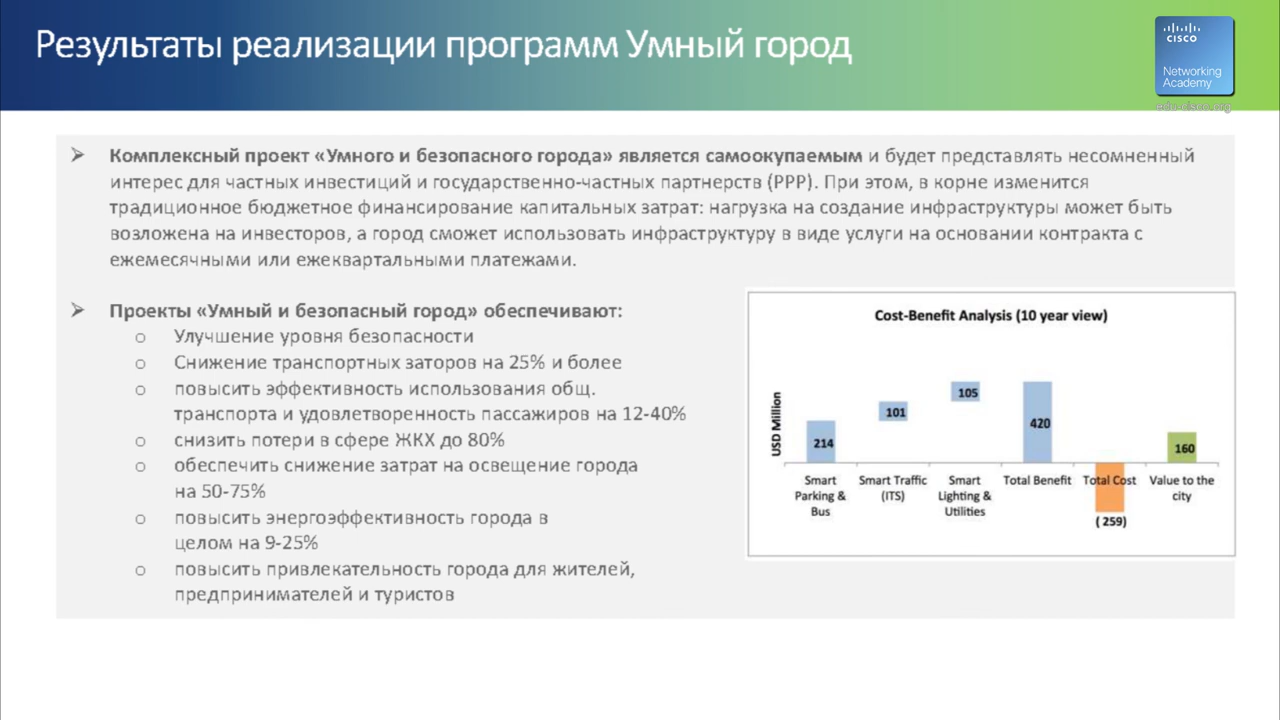 Результаты реализации программ Умный город
cisco
Networking
Academy
edu-cisco.org
➢ Комплексный проект «Умного и безопасного города» является самоокупаемым и будет представлять несомненный
интерес для частных инвестиций и государственно-частных партнерств (PPP). При этом, в корне изменится
традиционное бюджетное финансирование капитальных затрат: нагрузка на создание инфраструктуры может быть
возложена на инвесторов, а город сможет использовать инфраструктуру в виде услуги на основании контракта с
ежемесячными или ежеквартальными платежами.
➢ Проекты «Умный и безопасный город» обеспечивают:
o Улучшение уровня безопасности
o Снижение транспортных заторов на 25% и более
o повысить эффективность использования общ.
транспорта и удовлетворенность пассажиров на 12-40%
o снизить потери в сфере ЖКХ до 80%
o обеспечить снижение затрат на освещение города
на 50-75%
o повысить энергоэффективность города в
целом на 9-25%
o повысить привлекательность города для жителей,
предпринимателей и туристов
Cost-Benefit Analysis (10 year view)
USD Million
214
101
105
420
(259)
160
Smart
Parking &
Bus
Smart Traffic
(ITS)
Smart
Lighting &
Utilities
Total Benefit
Total Cost
Value to the
city